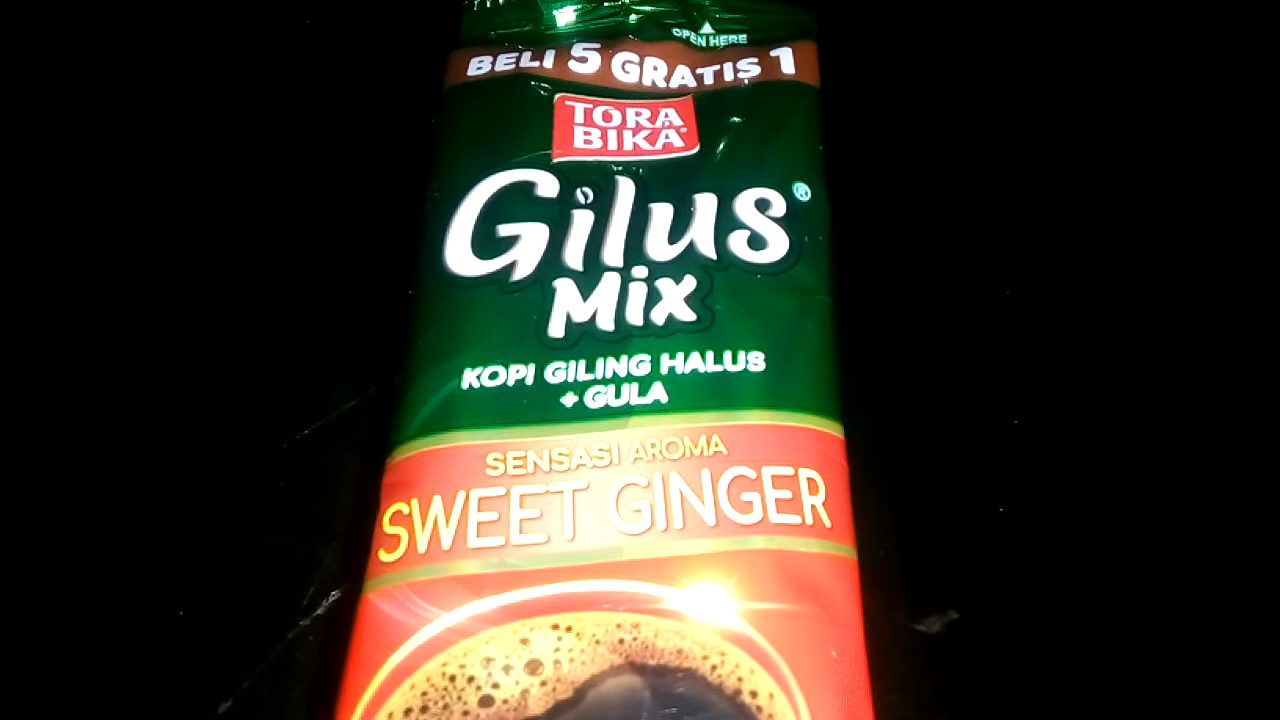 OPEN HERE
BELI 5 GRATIS 1
TORA
BIKA®
Gilus®
Mix
KOPI GILING HALUS
+ GULA
SENSASI AROMA
SWEET GINGER